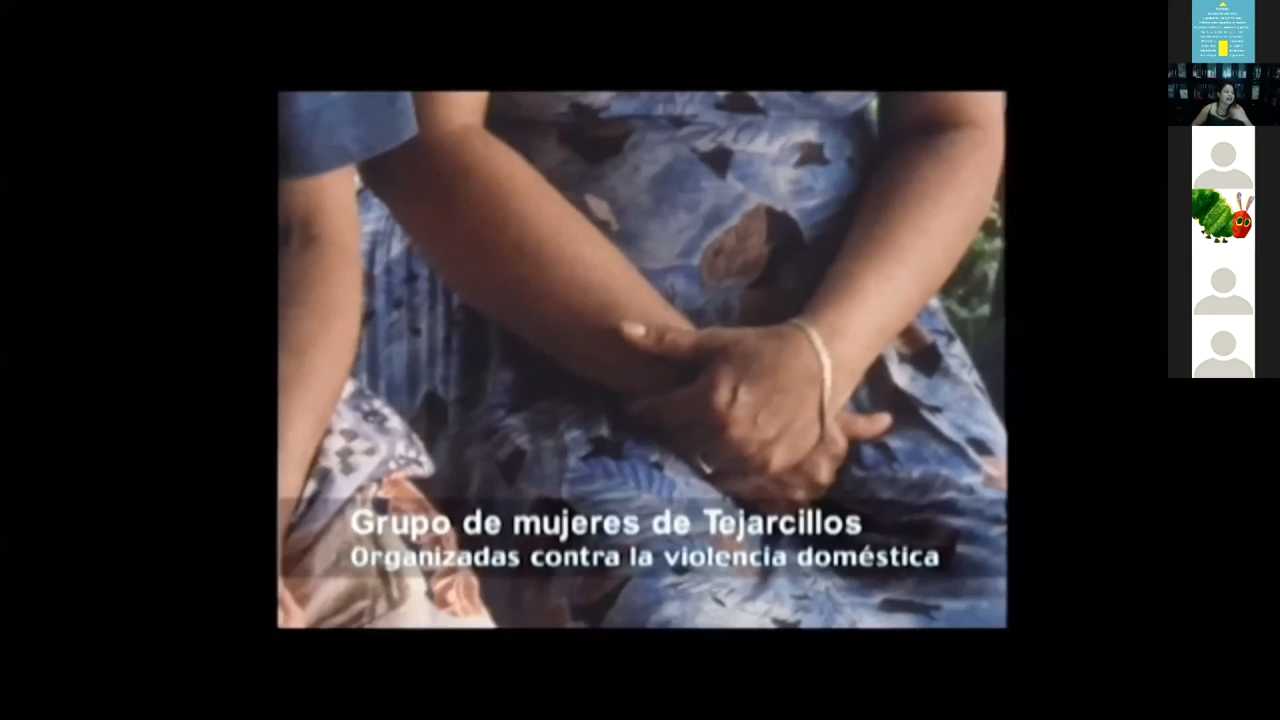 Grupo de mujeres de Tejarcillos
Organizadas contra la violencia doméstica